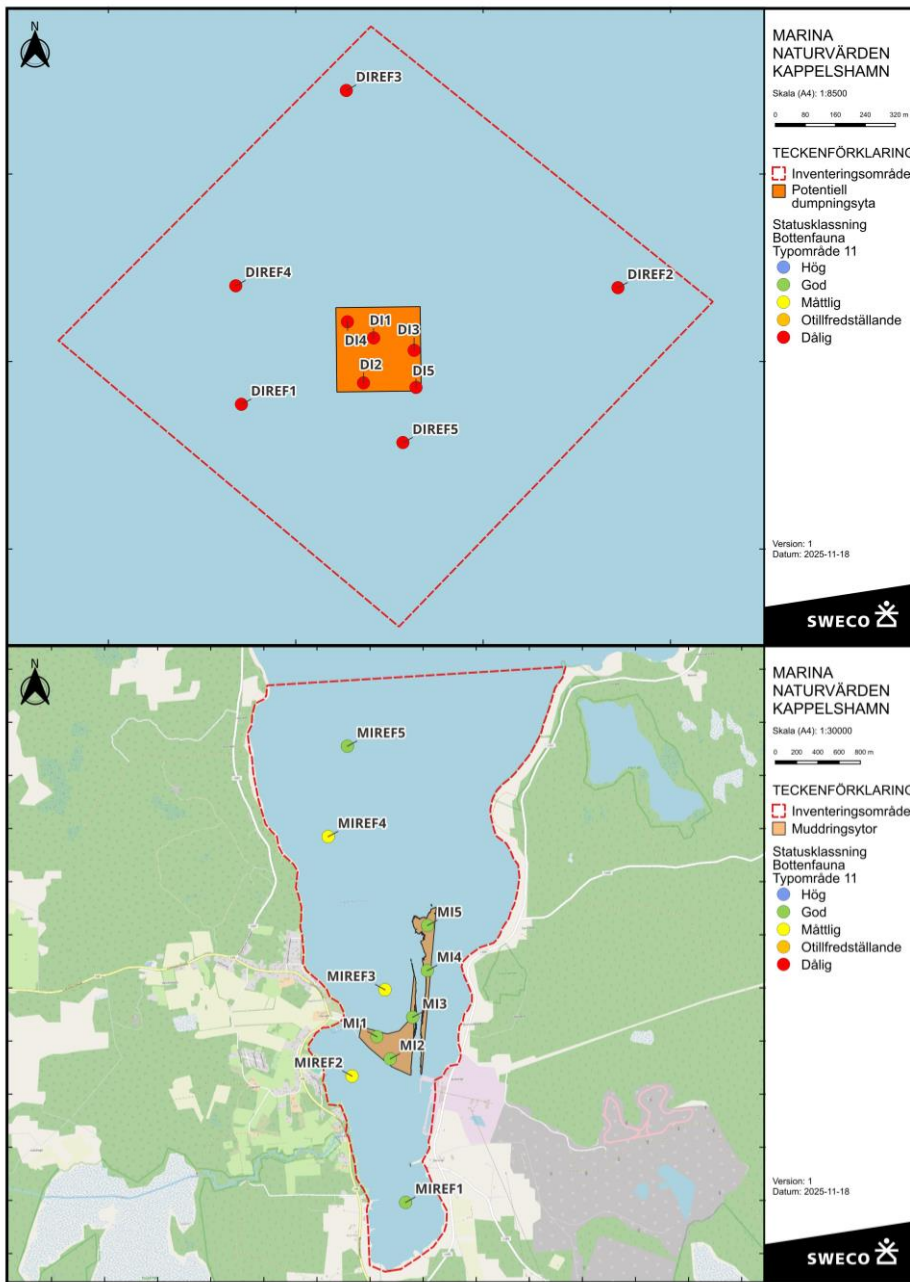 N
DIREF3
DIREF4
DIREF2
DI1
DI3
DI4
DI2
DI5
DIREF1
DIREF5
MARINA
NATURVÄRDEN
KAPPELSHAMN
Skala (A4): 1:8500
0 80 160 240 320 m
TECKENFÖRKLARING
Inventeringsområde
Potentiell
dumpningsyta
Statusklassning
Bottenfauna
Typområde 11
Hög
God
Måttlig
Otillfredställande
Dålig
Version: 1
Datum: 2025-11-18
SWECO
N
MIREF5
MIREF4
MI5
MI4
MIREF3
MI3
MI1
MI2
MIREF2
MIREF1
MARINA
NATURVÄRDEN
KAPPELSHAMN
Skala (A4): 1:30000
0 200 400 600 800 m
TECKENFÖRKLARING
Inventeringsområde
Muddringsytor
Statusklassning
Bottenfauna
Typområde 11
Hög
God
Måttlig
Otillfredställande
Dålig
Version: 1
Datum: 2025-11-18
SWECO